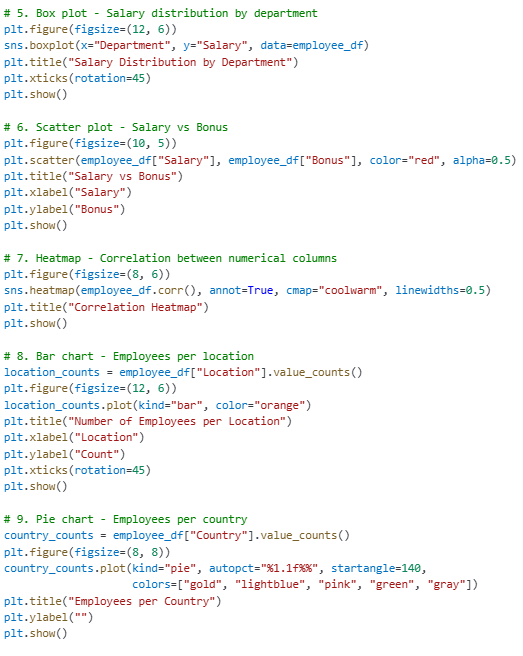 # 5. Box plot - Salary distribution by department
plt.figure(figsize=(12, 6))
sns.boxplot(x="Department", y="Salary", data=employee_df)
plt.title("Salary Distribution by Department")
plt.xticks(rotation=45)
plt.show()

# 6. Scatter plot - Salary vs Bonus
plt.figure(figsize=(10, 5))
plt.scatter(employee_df["Salary"], employee_df["Bonus"], color="red", alpha=0.5)
plt.title("Salary vs Bonus")
plt.xlabel("Salary")
plt.ylabel("Bonus")
plt.show()

# 7. Heatmap - Correlation between numerical columns
plt.figure(figsize=(8, 6))
sns.heatmap(employee_df.corr(), annot=True, cmap="coolwarm", linewidths=0.5)
plt.title("Correlation Heatmap")
plt.show()

# 8. Bar chart - Employees per location
location_counts = employee_df["Location"].value_counts()
plt.figure(figsize=(12, 6))
location_counts.plot(kind="bar", color="orange")
plt.title("Number of Employees per Location")
plt.xlabel("Location")
plt.ylabel("Count")
plt.xticks(rotation=45)
plt.show()

# 9. Pie chart - Employees per country
country_counts = employee_df["Country"].value_counts()
plt.figure(figsize=(8, 8))
country_counts.plot(kind="pie", autopct="%1.1f%%", startangle=140,
                    colors=["gold", "lightblue", "pink", "green", "gray"])
plt.title("Employees per Country")
plt.ylabel("")
plt.show()